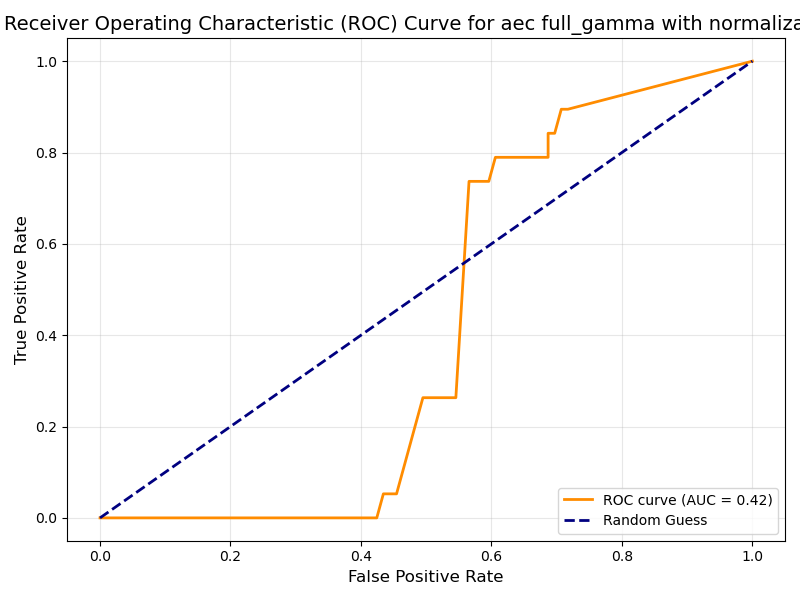 Receiver Operating Characteristic (ROC) Curve for aec full_gamma with normaliza
1.0
0.8
0.6
0.4
0.2
0.0
True Positive Rate
ROC curve (AUC = 0.42)
Random Guess
0.0 0.2 0.4 0.6 0.8 1.0
False Positive Rate